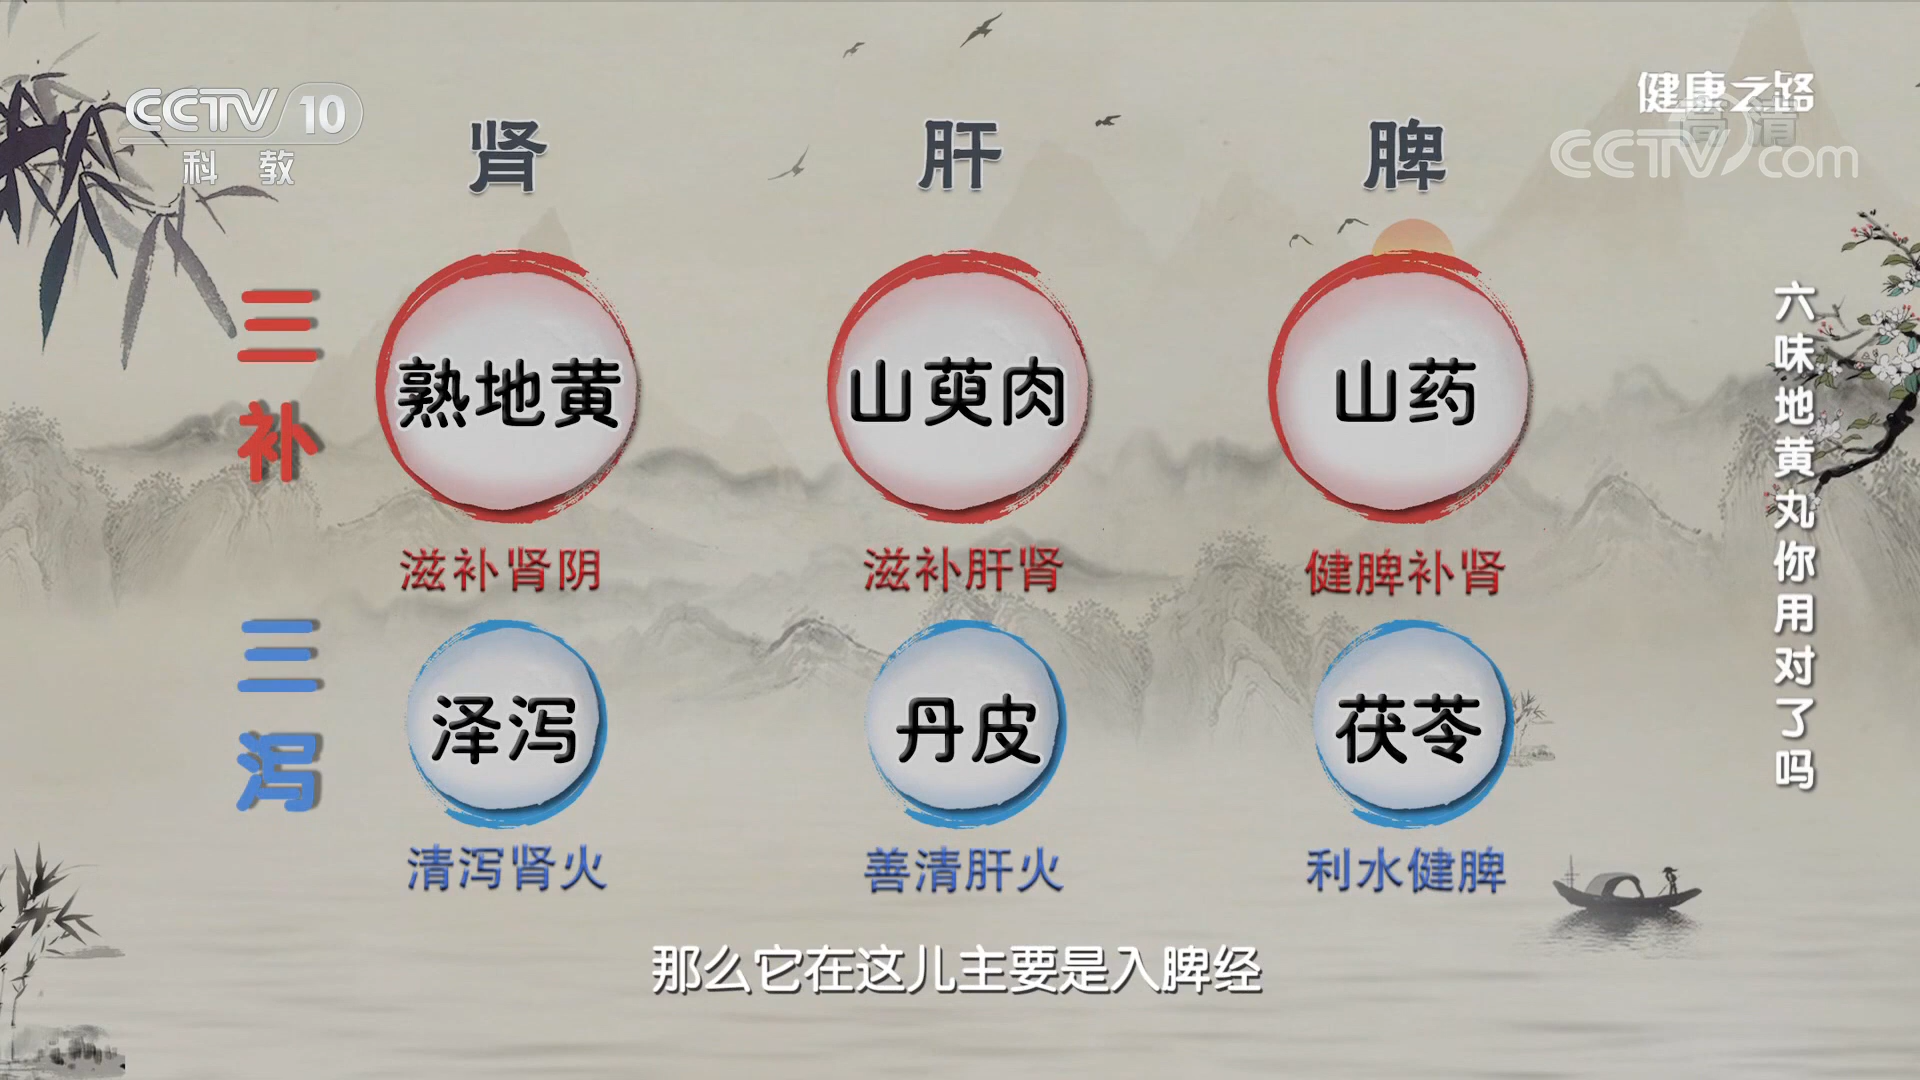 CCTV 10
科教
健康之路
高清
CCTV.com
肾 肝 脾
三补
熟地黄 山萸肉 山药
滋补肾阴 滋补肝肾 健脾补肾
三泻
泽泻 丹皮 茯苓
清泻肾火 善清肝火 利水健脾
六味地黄丸你用对了吗
那么它在这儿主要是入脾经